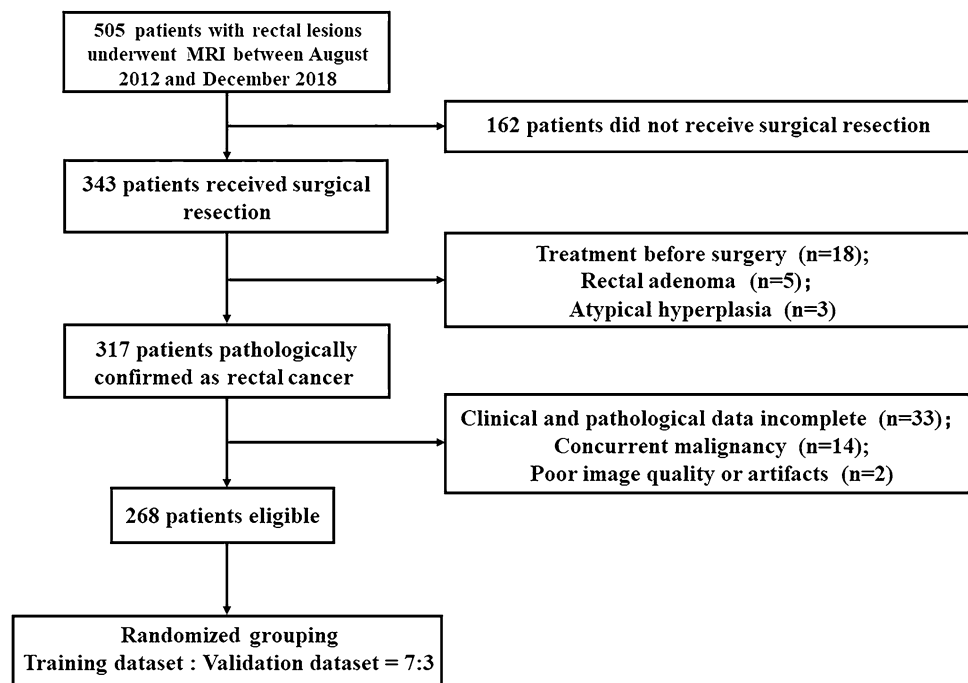 505 patients with rectal lesions
underwent MRI between August
2012 and December 2018
162 patients did not receive surgical resection
343 patients received surgical
resection
Treatment before surgery (n=18);
Rectal adenoma (n=5);
Atypical hyperplasia (n=3)
317 patients pathologically
confirmed as rectal cancer
Clinical and pathological data incomplete (n=33);
Concurrent malignancy (n=14);
Poor image quality or artifacts (n=2)
268 patients eligible
Randomized grouping
Training dataset : Validation dataset = 7:3